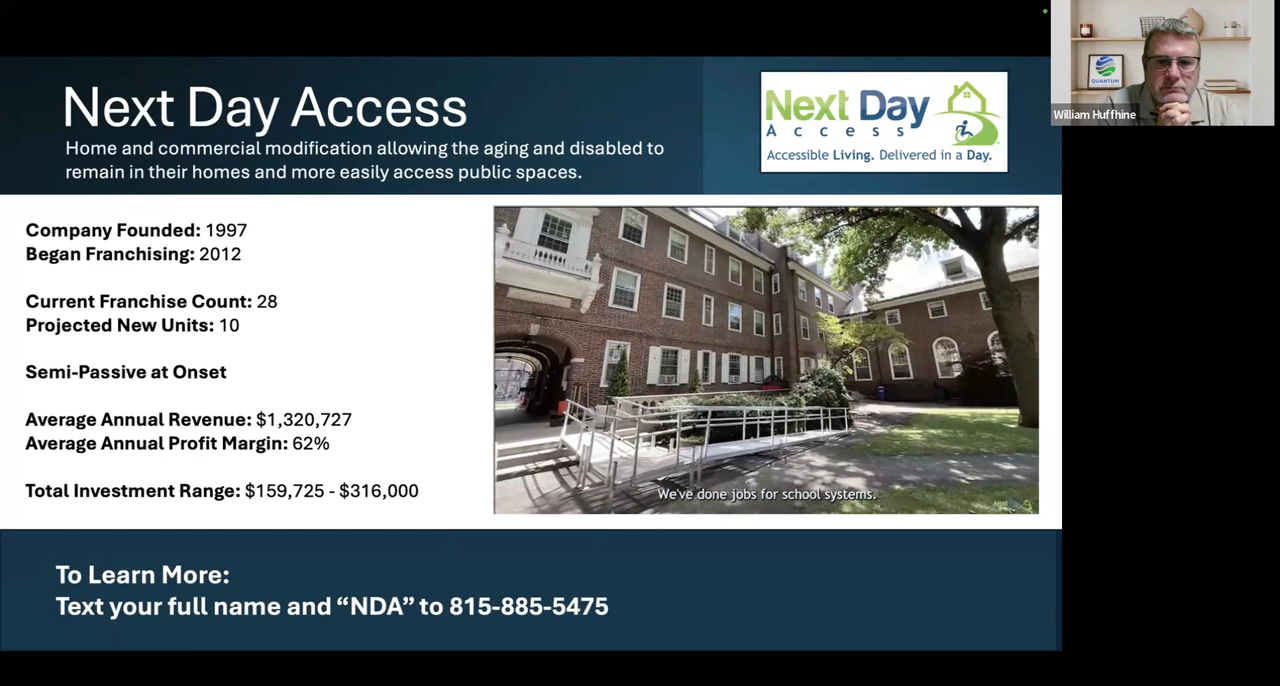 Next Day Access
Home and commercial modification allowing the aging and disabled to
remain in their homes and more easily access public spaces.
Next Day
Access
Accessible Living. Delivered in a Day.
QUANTUM
William Huffhine
Company Founded: 1997
Began Franchising: 2012
Current Franchise Count: 28
Projected New Units: 10
Semi-Passive at Onset
Average Annual Revenue: $1,320,727
Average Annual Profit Margin: 62%
Total Investment Range: $159,725 - $316,000
We've done jobs for school systems.
To Learn More:
Text your full name and “NDA” to 815-885-5475